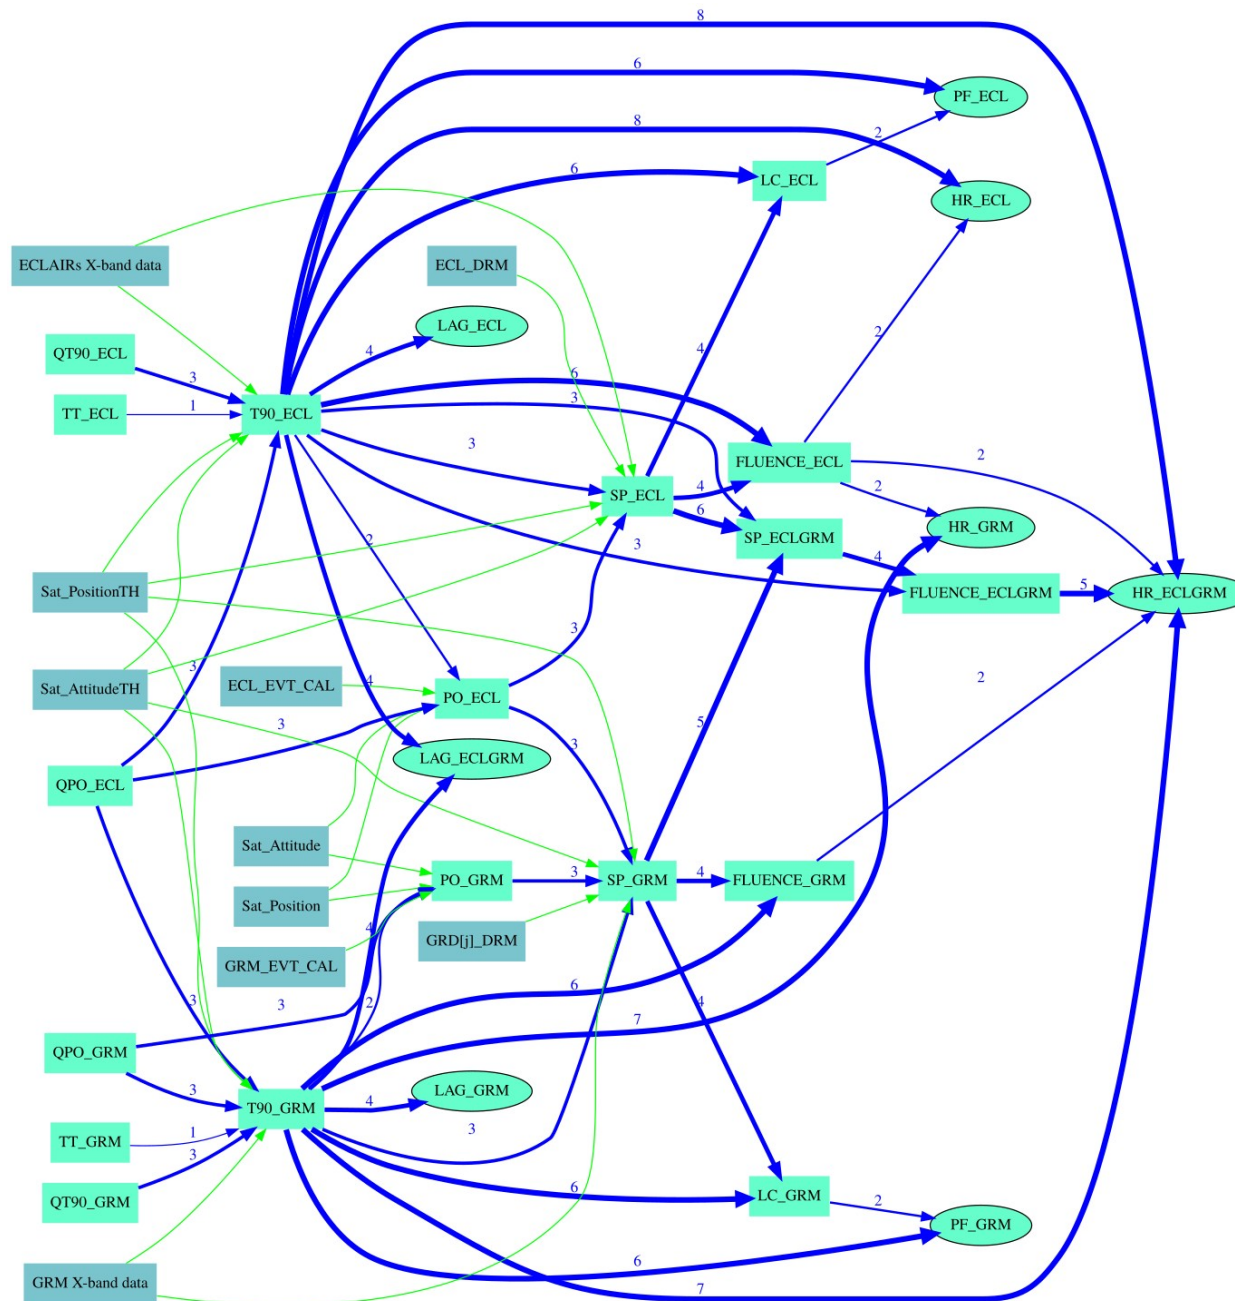 8
6
PF_ECL
8
2
6
LC_ECL
HR_ECL
ECLAIRs X-band data
ECL_DRM
LAG_ECL
QT90_ECL
4
4
2
3
6
3
TT_ECL
1
T90_ECL
3
FLUENCE_ECL
2
SP_ECL
4
2
6
HR_GRM
SP_ECLGRM
2
3
4
Sat_PositionTH
FLUENCE_ECLGRM
5
HR_ECLGRM
3
3
Sat_AttitudeTH
ECL_EVT_CAL
4
PO_ECL
2
3
5
3
LAG_ECLGRM
QPO_ECL
Sat_Attitude
PO_GRM
3
SP_GRM
4
FLUENCE_GRM
Sat_Position
4
GRD[j]_DRM
GRM_EVT_CAL
2
6
3
3
4
7
QPO_GRM
3
LAG_GRM
T90_GRM
4
TT_GRM
1
3
3
6
LC_GRM
QT90_GRM
2
PF_GRM
6
GRM X-band data
7